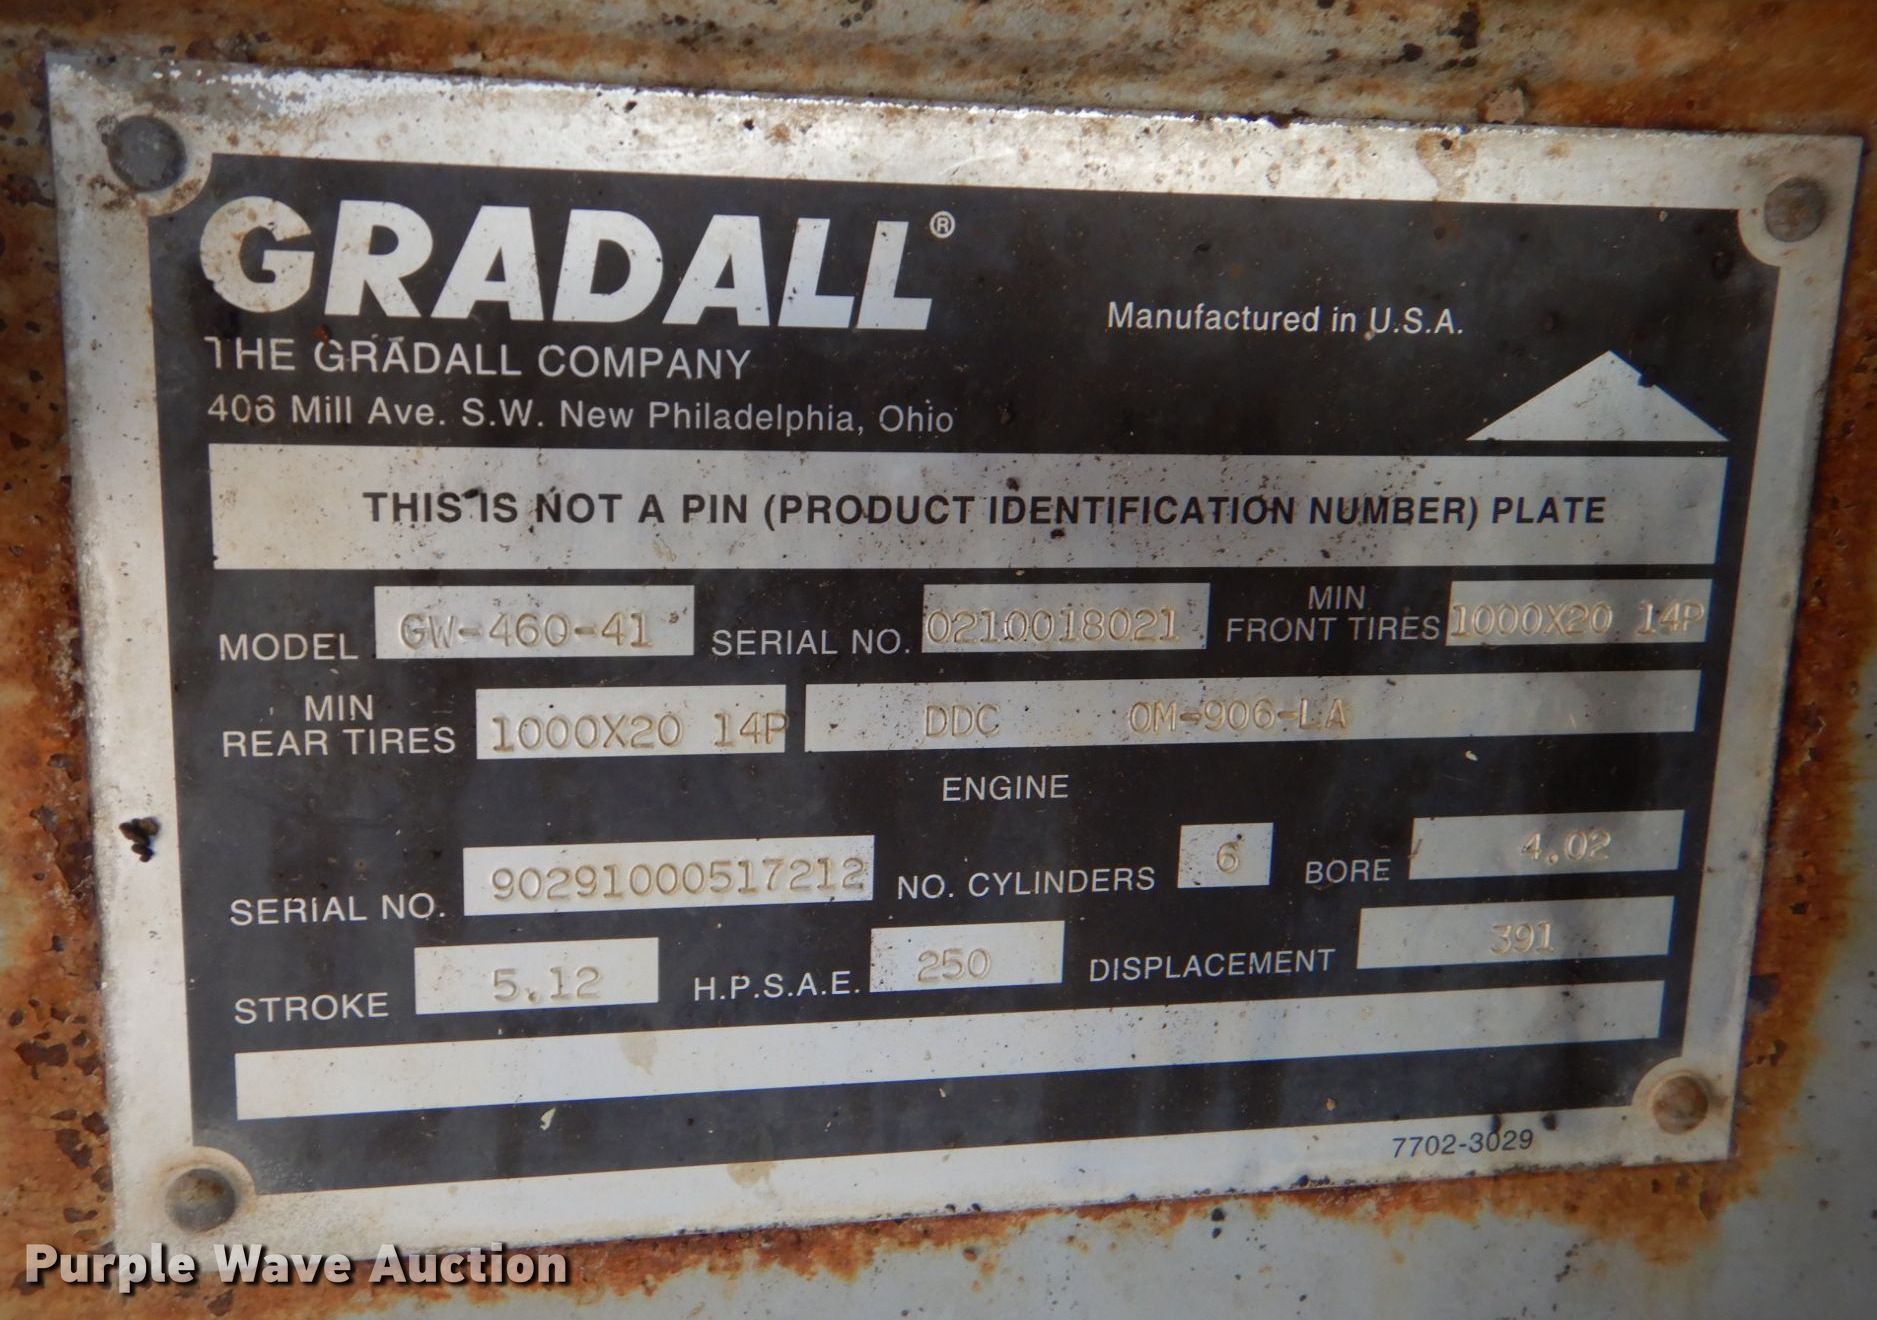 GRADALL®
THE GRADALL COMPANY
406 Mill Ave. S.W. New Philadelphia, Ohio
Manufactured in U.S.A.
THIS IS NOT A PIN (PRODUCT IDENTIFICATION NUMBER) PLATE
MODEL GW-460-41 SERIAL NO. 0210018021 MIN FRONT TIRES 1000X20 14P
MIN REAR TIRES 1000X20 14P DDC OM-906-LA
ENGINE
SERIAL NO. 90291000517212 NO. CYLINDERS 6 BORE 4.02
STROKE 5.12 H.P.S.A.E. 250 DISPLACEMENT 391
7702-3029
Purple Wave Auction